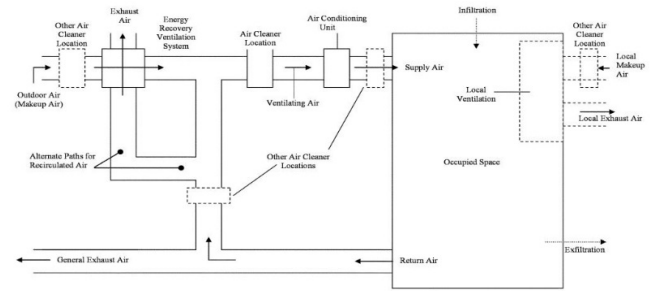 Other Air
Cleaner
Location
Exhaust
Air
Energy
Recovery
Ventilation
System
Air Cleaner
Location
Air Conditioning
Unit
Infiltration
Other Air
Cleaner
Location
Local
Makeup
Air
Supply Air
Outdoor Air
(Makeup Air)
Ventilating Air
Local
Ventilation
Local Exhaust Air
Alternate Paths for
Recirculated Air
Other Air Cleaner
Locations
Occupied Space
Exfiltration
General Exhaust Air
Return Air